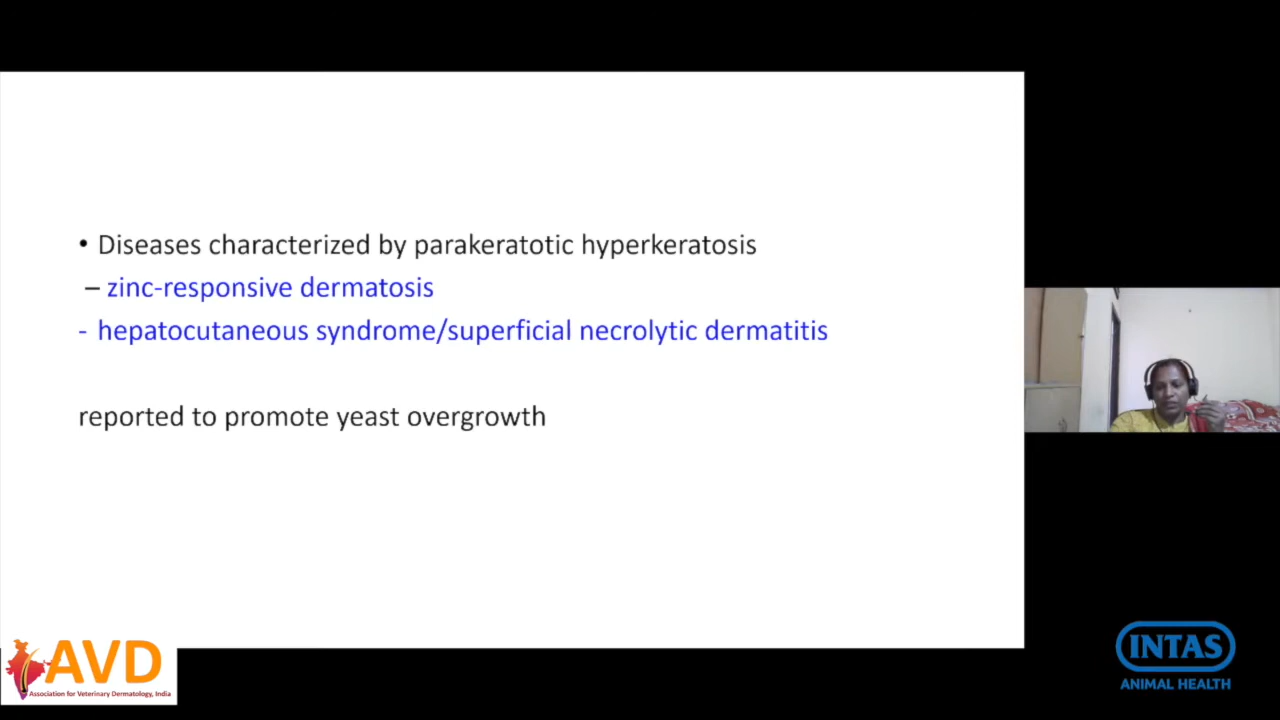 • Diseases characterized by parakeratotic hyperkeratosis
– zinc-responsive dermatosis
- hepatocutaneous syndrome/superficial necrolytic dermatitis
reported to promote yeast overgrowth
AVD
Association for Veterinary Dermatology, India
INTAS
ANIMAL HEALTH